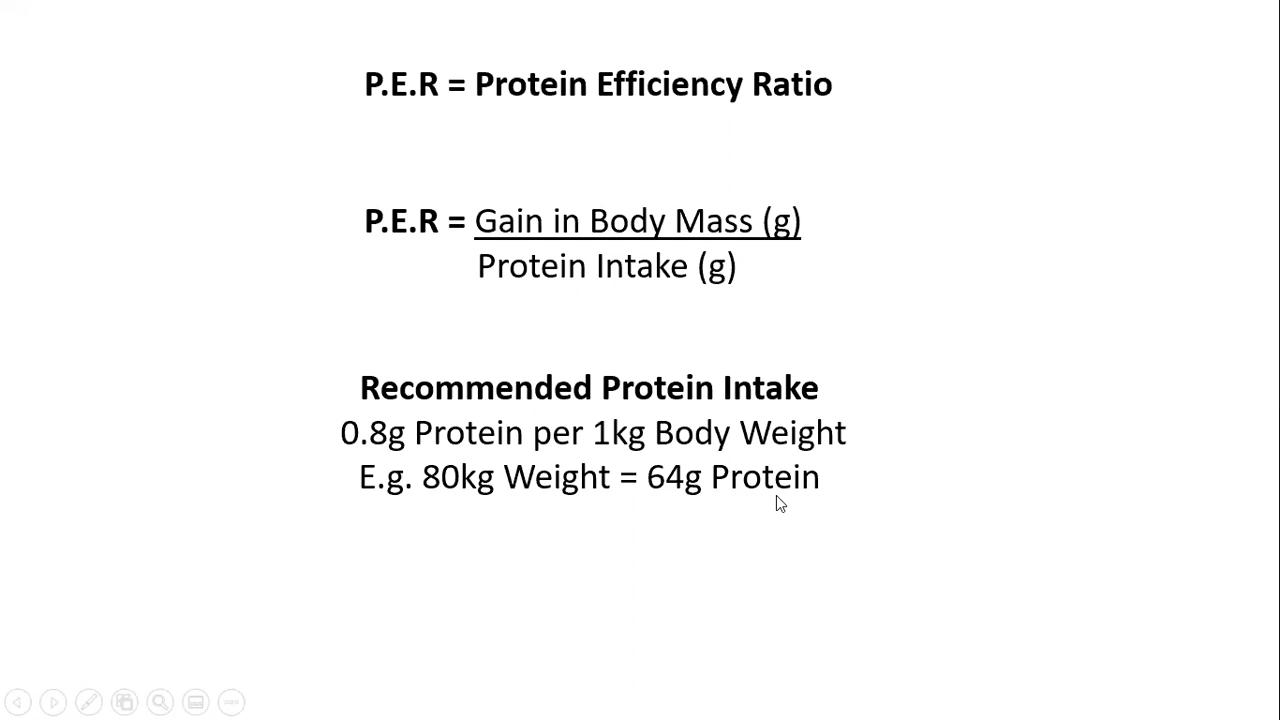 P.E.R = Protein Efficiency Ratio
P.E.R = Gain in Body Mass (g)
Protein Intake (g)
Recommended Protein Intake
0.8g Protein per 1kg Body Weight
E.g. 80kg Weight = 64g Protein